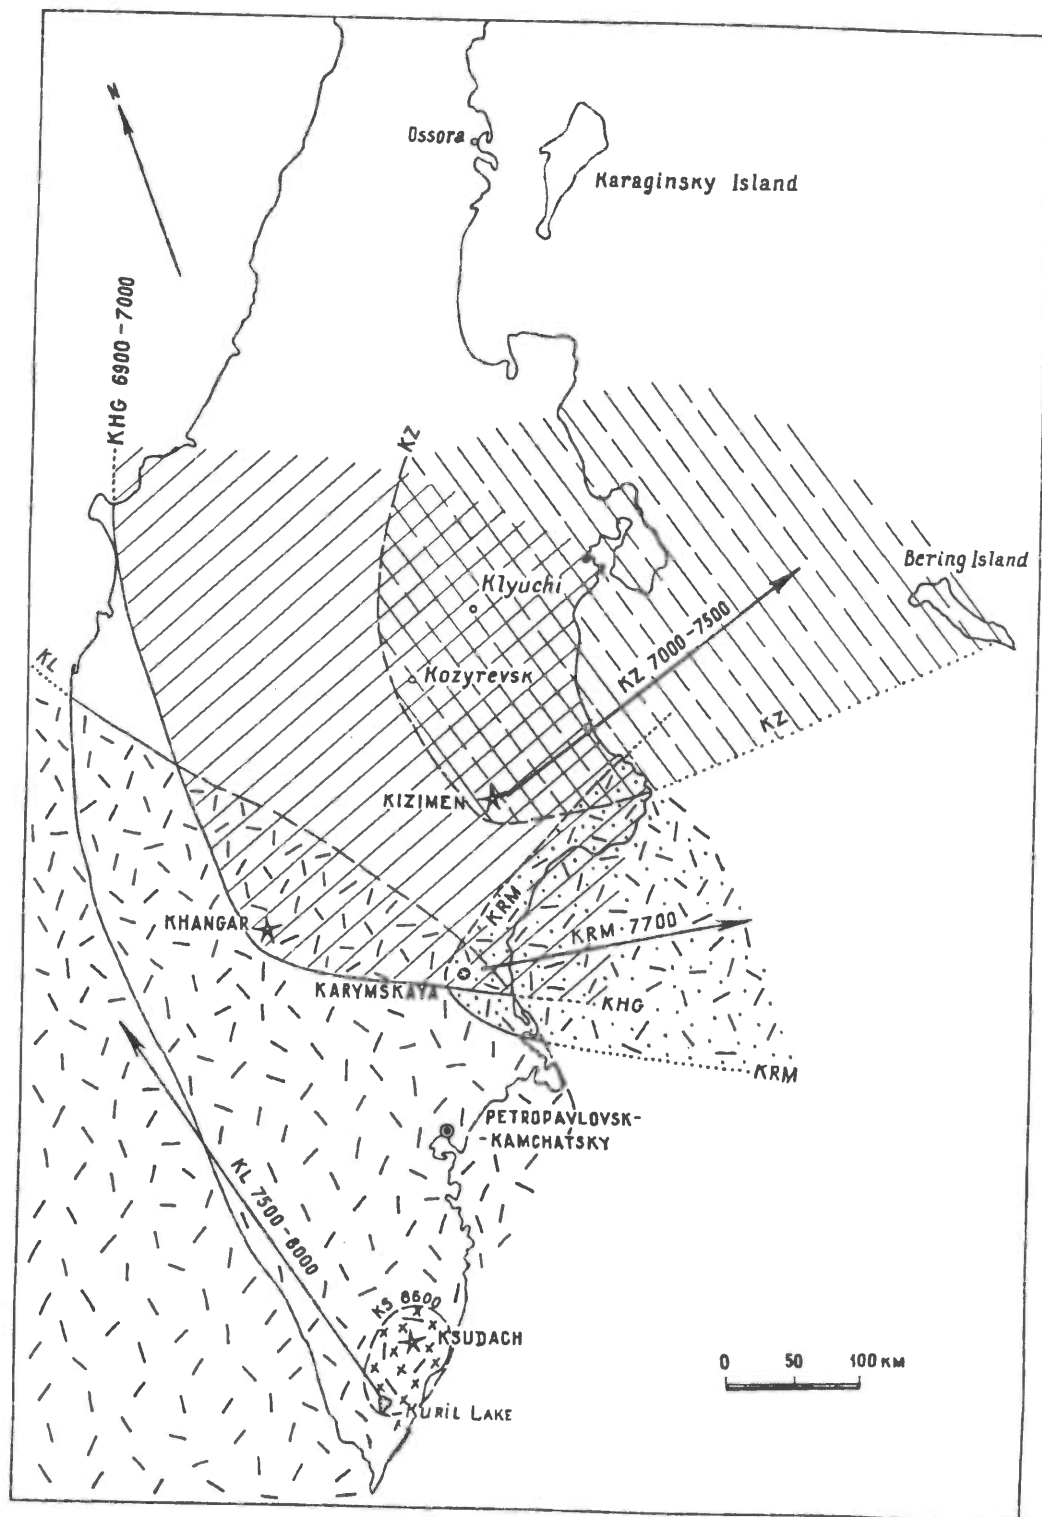 N
Ossora
Karaginsky Island
KHG 6900-7000
KZ
Bering Island
Klyuchi
KL
Kozyrevsk
KZ 7000-7500
KZ
KIZIMEN
KRM
KHANGAR
KRM 7700
KARYMSKAYA
KHG
KRM
PETROPAVLOVSK-
-KAMCHATSKY
KL 7500-8000
KS
KSUDACH
0 50 100 KM
KURIL LAKE